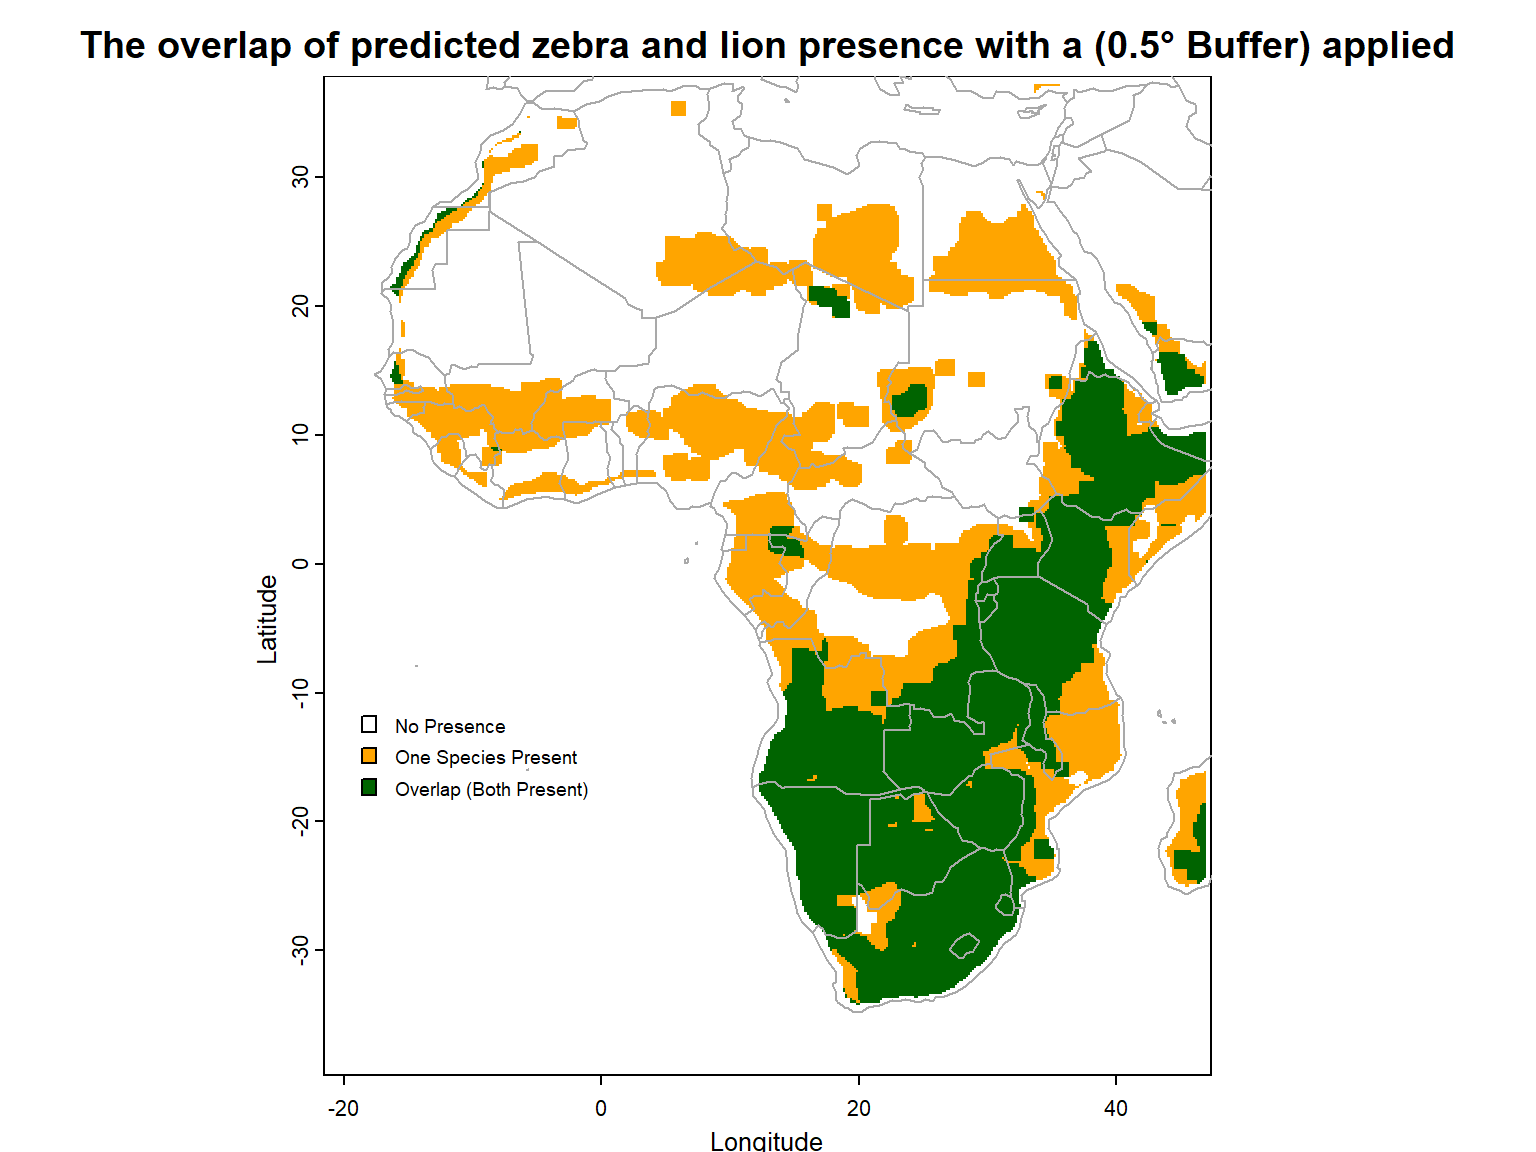 The overlap of predicted zebra and lion presence with a (0.5° Buffer) applied
30
20
10
0
-10
-20
-30
Latitude
No Presence
One Species Present
Overlap (Both Present)
-20
0
20
40
Longitude